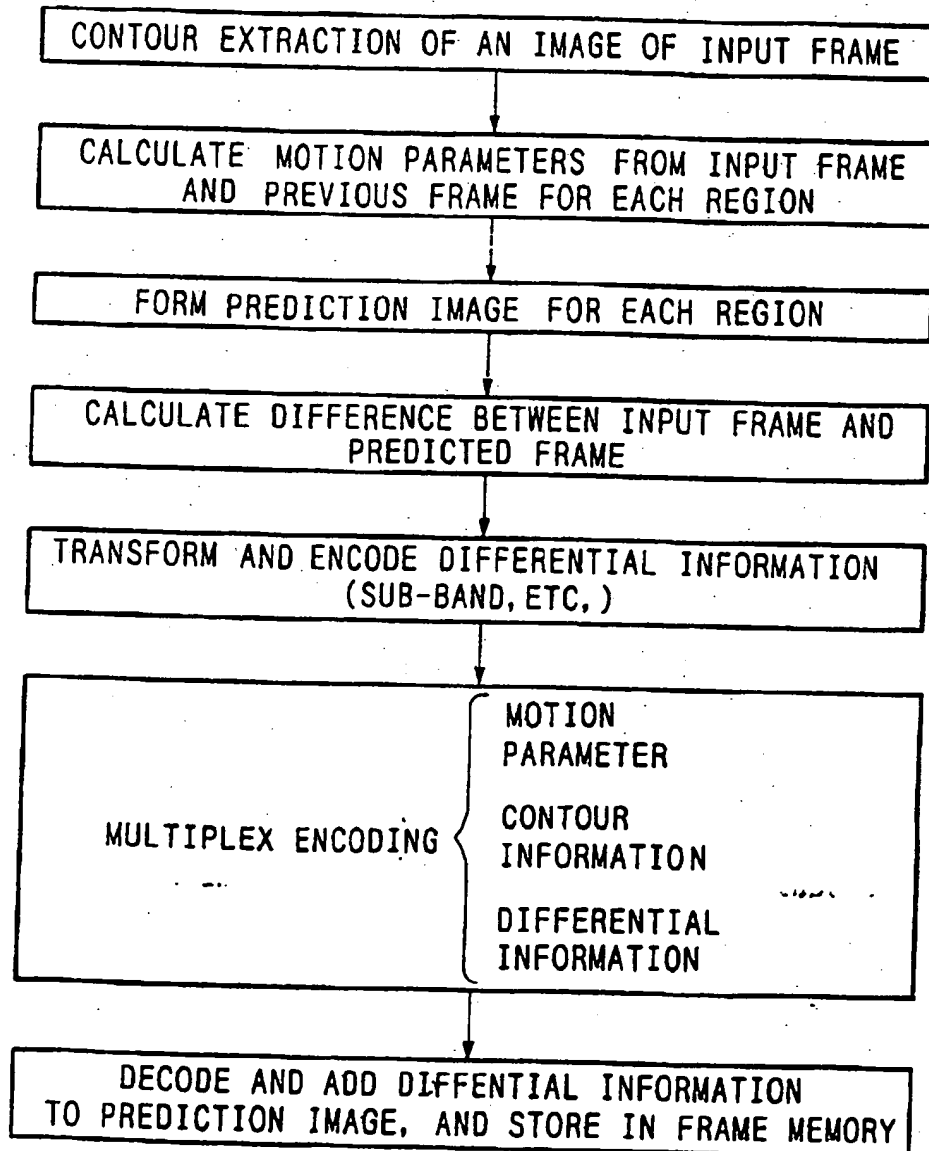 CONTOUR EXTRACTION OF AN IMAGE OF INPUT FRAME
CALCULATE MOTION PARAMETERS FROM INPUT FRAME
AND PREVIOUS FRAME FOR EACH REGION
FORM PREDICTION IMAGE FOR EACH REGION
CALCULATE DIFFERENCE BETWEEN INPUT FRAME AND
PREDICTED FRAME
TRANSFORM AND ENCODE DIFFERENTIAL INFORMATION
(SUB-BAND, ETC,)
MULTIPLEX ENCODING
MOTION
PARAMETER
CONTOUR
INFORMATION
DIFFERENTIAL
INFORMATION
DECODE AND ADD DIFFENTIAL INFORMATION
TO PREDICTION IMAGE, AND STORE IN FRAME MEMORY